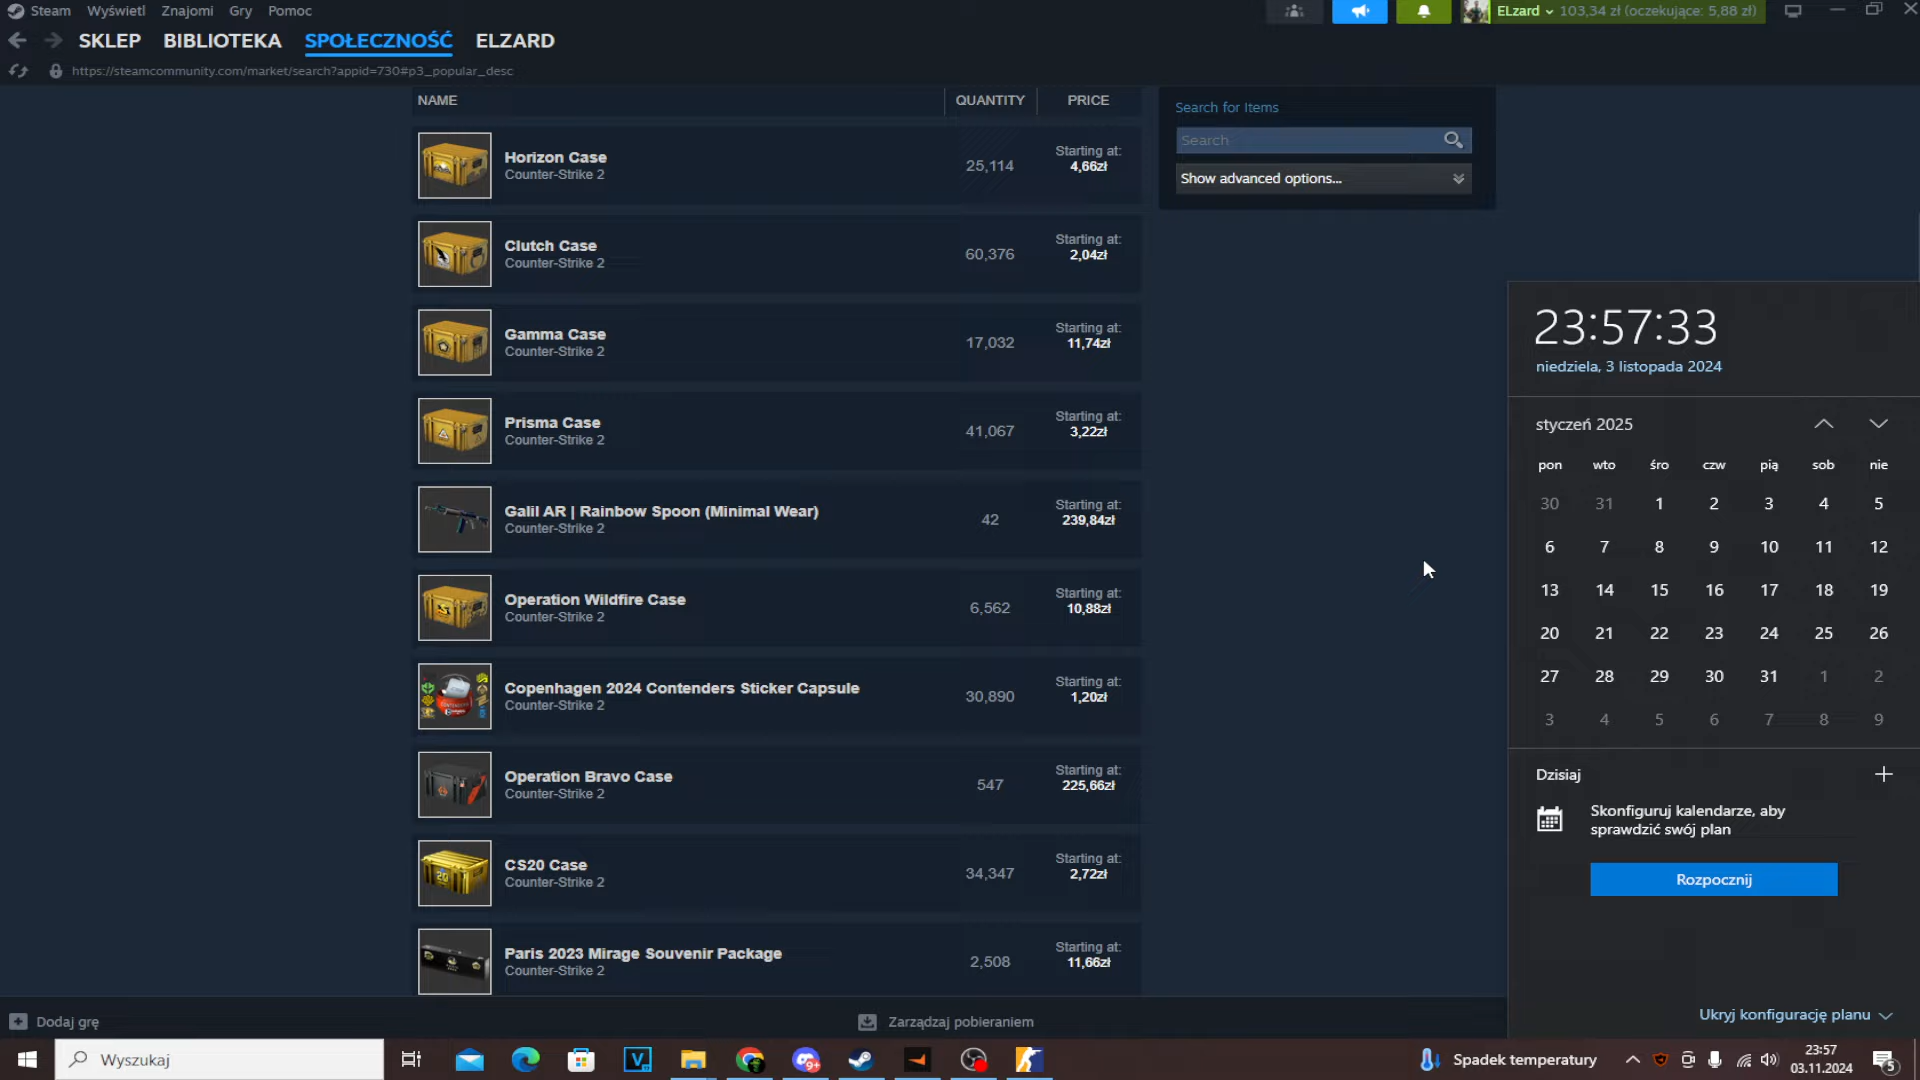 Steam Wyświetl Znajomi Gry Pomoc
ELzard 103,34 zł (oczekujące: 5,88 zł)
SKLEP BIBLIOTEKA SPOŁECZNOŚĆ ELZARD
https://steamcommunity.com/market/search?appid=730#p3_popular_desc
NAME QUANTITY PRICE
Horizon Case
Counter-Strike 2
25,114
Starting at:
4,66zł
Clutch Case
Counter-Strike 2
60,376
Starting at:
2,04zł
Gamma Case
Counter-Strike 2
17,032
Starting at:
11,74zł
Prisma Case
Counter-Strike 2
41,067
Starting at:
3,22zł
Galil AR | Rainbow Spoon (Minimal Wear)
Counter-Strike 2
42
Starting at:
239,84zł
Operation Wildfire Case
Counter-Strike 2
6,562
Starting at:
10,88zł
Copenhagen 2024 Contenders Sticker Capsule
Counter-Strike 2
30,890
Starting at:
1,20zł
Operation Bravo Case
Counter-Strike 2
547
Starting at:
225,66zł
CS20 Case
Counter-Strike 2
34,347
Starting at:
2,72zł
Paris 2023 Mirage Souvenir Package
Counter-Strike 2
2,508
Starting at:
11,66zł
Search for Items
Search
Show advanced options...
23:57:33
niedziela, 3 listopada 2024
styczeń 2025
pon wto śro czw pią sob nie
30 31 1 2 3 4 5
6 7 8 9 10 11 12
13 14 15 16 17 18 19
20 21 22 23 24 25 26
27 28 29 30 31 1 2
3 4 5 6 7 8 9
Dzisiaj
Skonfiguruj kalendarze, aby
sprawdzić swój plan
Rozpocznij
Ukryj konfigurację planu
Dodaj grę
Zarządzaj pobieraniem
Wyszukaj
9+
Spadek temperatury
23:57
03.11.2024
5